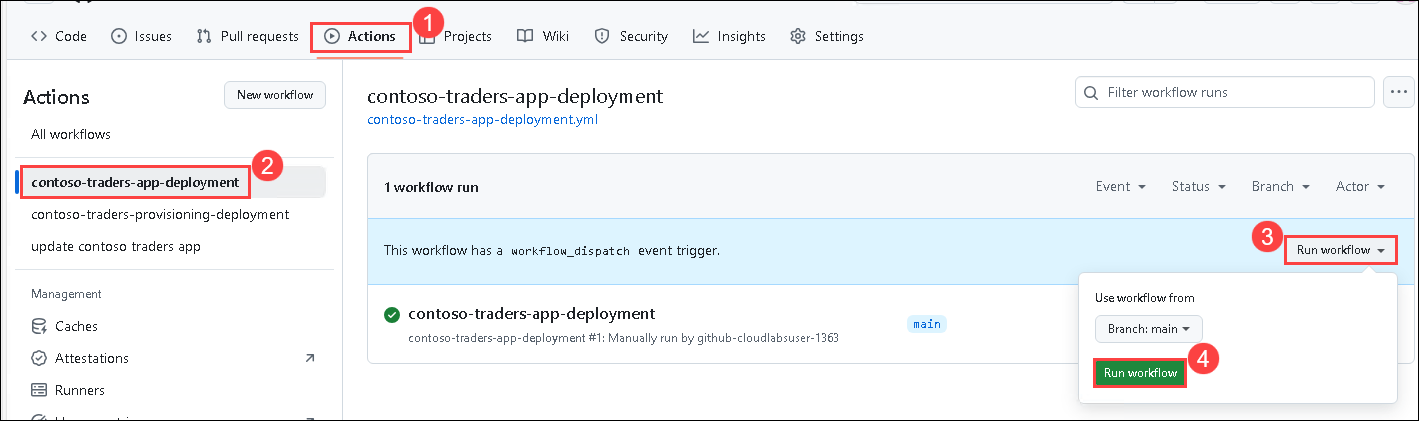 1
Code Issues Pull requests Actions Projects Wiki Security Insights Settings
Actions New workflow
All workflows
2
contoso-traders-app-deployment
contoso-traders-provisioning-deployment
update contoso traders app
Management
Caches
Attestations
Runners
contoso-traders-app-deployment
contoso-traders-app-deployment.yml
Filter workflow runs
1 workflow run Event Status Branch Actor
This workflow has a workflow_dispatch event trigger.
3 Run workflow
contoso-traders-app-deployment main
contoso-traders-app-deployment #1: Manually run by github-cloudlabsuser-1363
Use workflow from
Branch: main
Run workflow 4